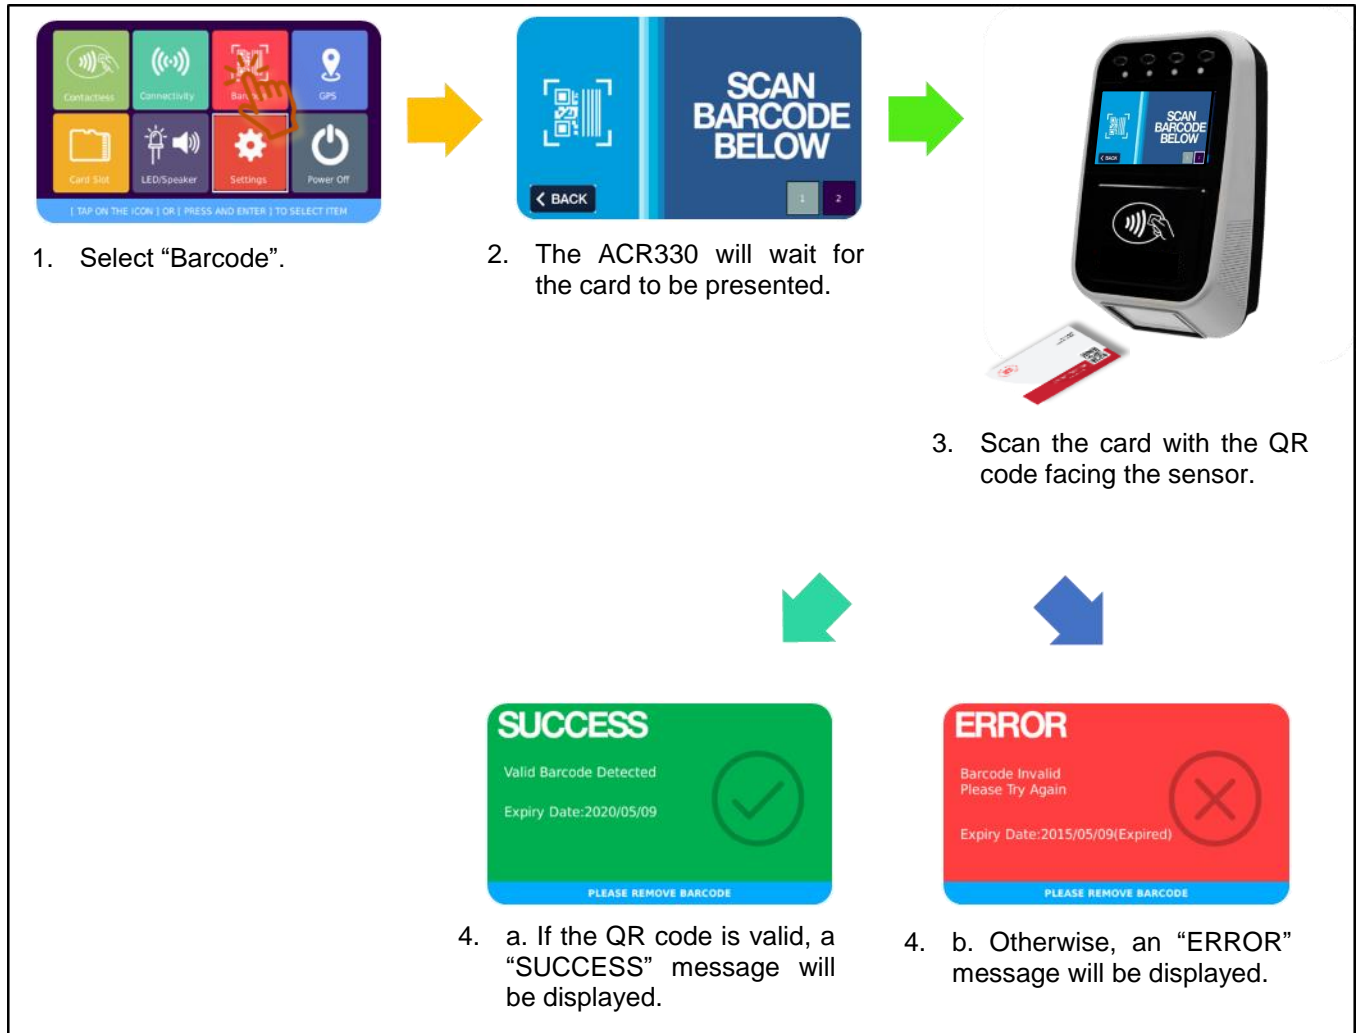 Contactless
Connectivity
GPS
Card Slot
LED/Speaker
Settings
Power Off
[ TAP ON THE ICON ] OR [ PRESS AND ENTER ] TO SELECT ITEM
1. Select “Barcode”.
SCAN
BARCODE
BELOW
BACK
1
2
2. The ACR330 will wait for
the card to be presented.
SCAN
BARCODE
BELOW
BACK
3. Scan the card with the QR
code facing the sensor.
SUCCESS
Valid Barcode Detected
Expiry Date:2020/05/09
PLEASE REMOVE BARCODE
4. a. If the QR code is valid, a
“SUCCESS” message will
be displayed.
ERROR
Barcode Invalid
Please Try Again
Expiry Date:2015/05/09(Expired)
PLEASE REMOVE BARCODE
4. b. Otherwise, an “ERROR”
message will be displayed.